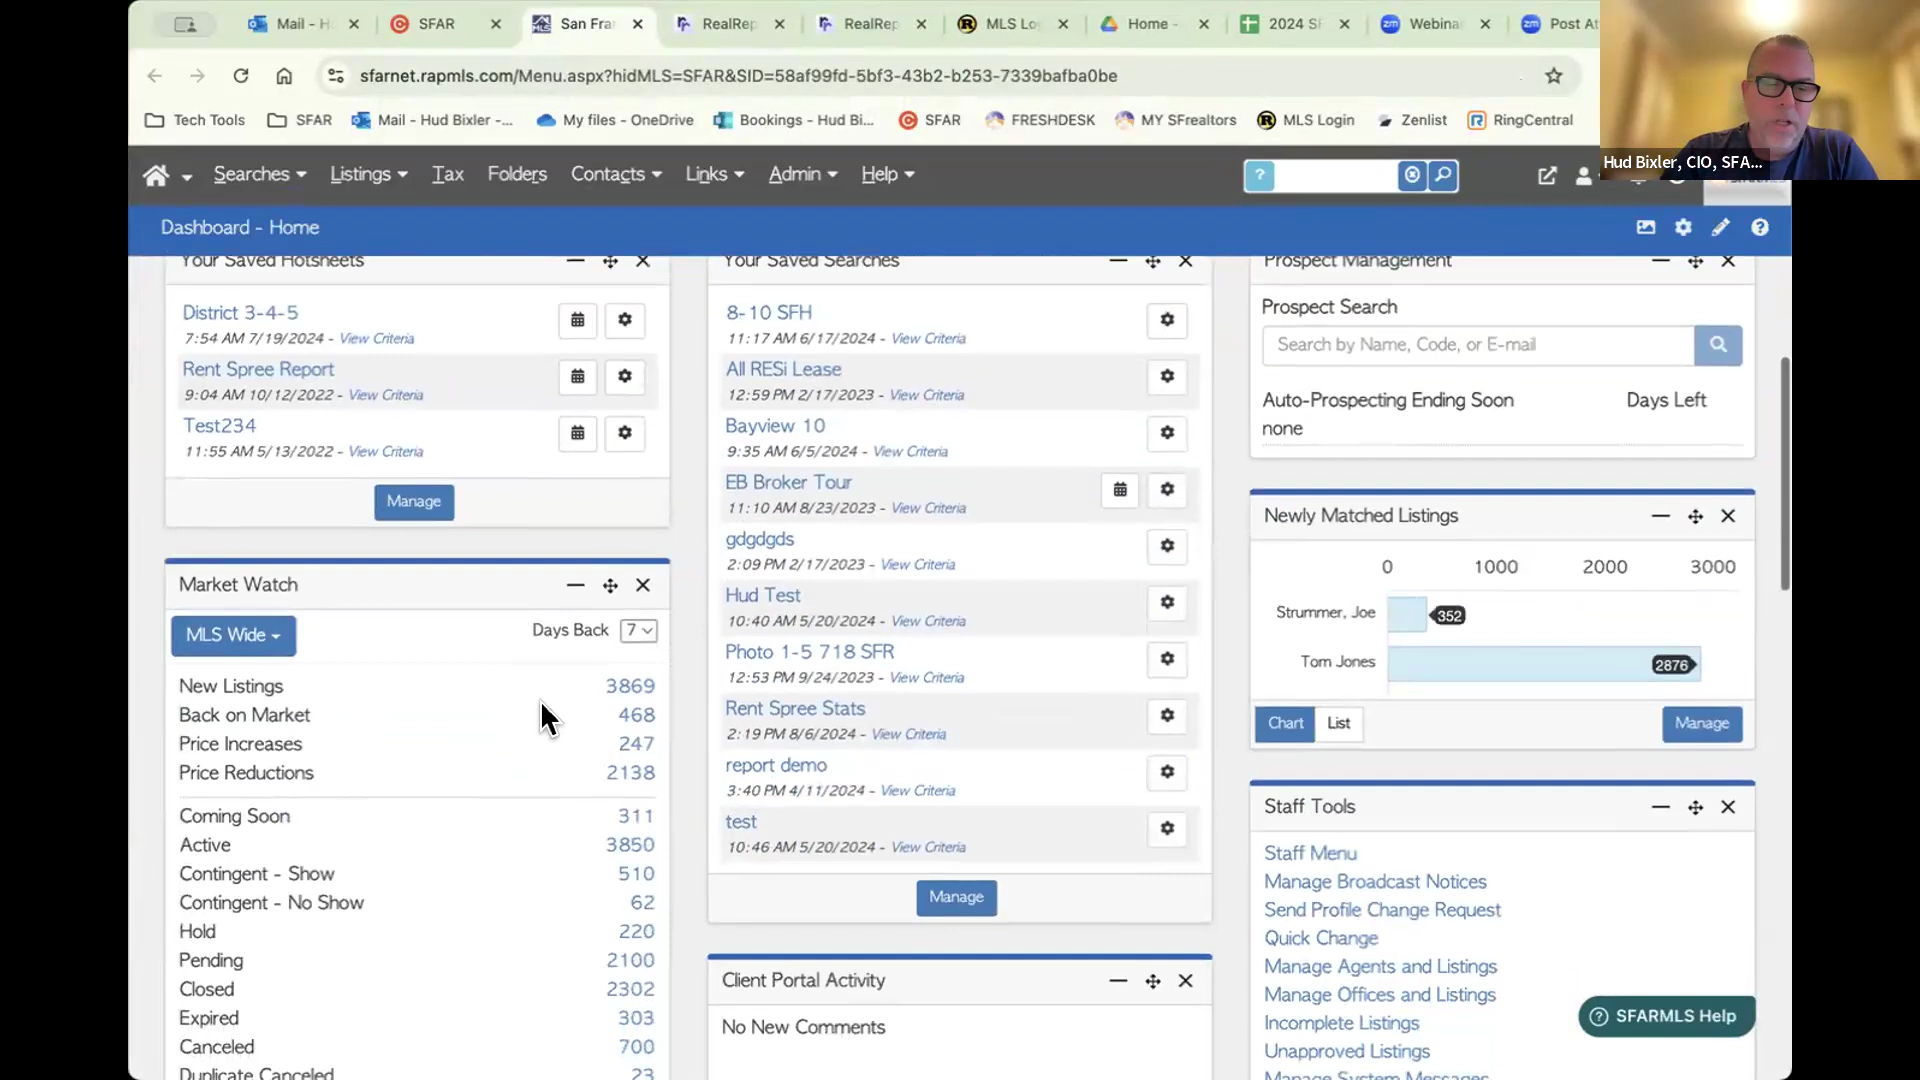 Mail - H
SFAR
San Fra
RealRep
RealRep
MLS Lo
Home -
2024 SF
Webina
Post At
sfarnet.rapmls.com/Menu.aspx?hidMLS=SFAR&SID=58af99fd-5bf3-43b2-b253-7339bafba0be
Tech Tools
SFAR
Mail - Hud Bixler -...
My files - OneDrive
Bookings - Hud Bi...
SFAR
FRESHDESK
MY SFrealtors
MLS Login
Zenlist
RingCentral
Hud Bixler, CIO, SFA...
Searches
Listings
Tax
Folders
Contacts
Links
Admin
Help
Dashboard - Home
Your Saved Hotsheets
District 3-4-5
7:54 AM 7/19/2024 - View Criteria
Rent Spree Report
9:04 AM 10/12/2022 - View Criteria
Test234
11:55 AM 5/13/2022 - View Criteria
Manage
Market Watch
MLS Wide
Days Back 7
New Listings 3869
Back on Market 468
Price Increases 247
Price Reductions 2138
Coming Soon 311
Active 3850
Contingent - Show 510
Contingent - No Show 62
Hold 220
Pending 2100
Closed 2302
Expired 303
Canceled 700
Duplicate Canceled 23
Your Saved Searches
8-10 SFH
11:17 AM 6/17/2024 - View Criteria
All RESi Lease
12:59 PM 2/17/2023 - View Criteria
Bayview 10
9:35 AM 6/5/2024 - View Criteria
EB Broker Tour
11:10 AM 8/23/2023 - View Criteria
gdgdgds
2:09 PM 2/17/2023 - View Criteria
Hud Test
10:40 AM 5/20/2024 - View Criteria
Photo 1-5 718 SFR
12:53 PM 9/24/2023 - View Criteria
Rent Spree Stats
2:19 PM 8/6/2024 - View Criteria
report demo
3:40 PM 4/11/2024 - View Criteria
test
10:46 AM 5/20/2024 - View Criteria
Manage
Client Portal Activity
No New Comments
Prospect Management
Prospect Search
Search by Name, Code, or E-mail
Auto-Prospecting Ending Soon Days Left
none
Newly Matched Listings
0 1000 2000 3000
Strummer, Joe 352
Tom Jones 2876
Chart
List
Manage
Staff Tools
Staff Menu
Manage Broadcast Notices
Send Profile Change Request
Quick Change
Manage Agents and Listings
Manage Offices and Listings
Incomplete Listings
Unapproved Listings
Manage System Messages
SFARMLS Help